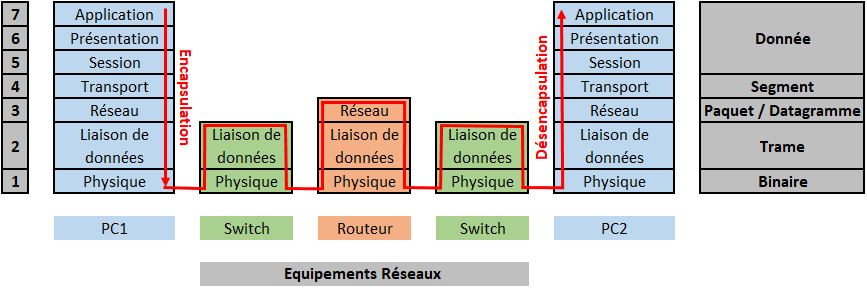 7 Application Application Donnée
6 Présentation Présentation
5 Session Session
4 Transport Transport Segment
3 Réseau Réseau Réseau Paquet / Datagramme
2 Liaison de données Liaison de données Liaison de données Liaison de données Liaison de données Trame
1 Physique Physique Physique Physique Physique Binaire
Encapsulation
Désencapsulation
PC1 Switch Routeur Switch PC2
Equipements Réseaux